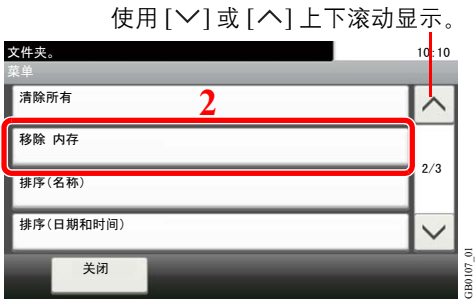 使用 [﹀] 或 [︿] 上下滚动显示。
文件夹。
10:10
菜单
清除所有
2
移除 内存
2/3
排序(名称)
排序(日期和时间)
关闭
GB0107_01